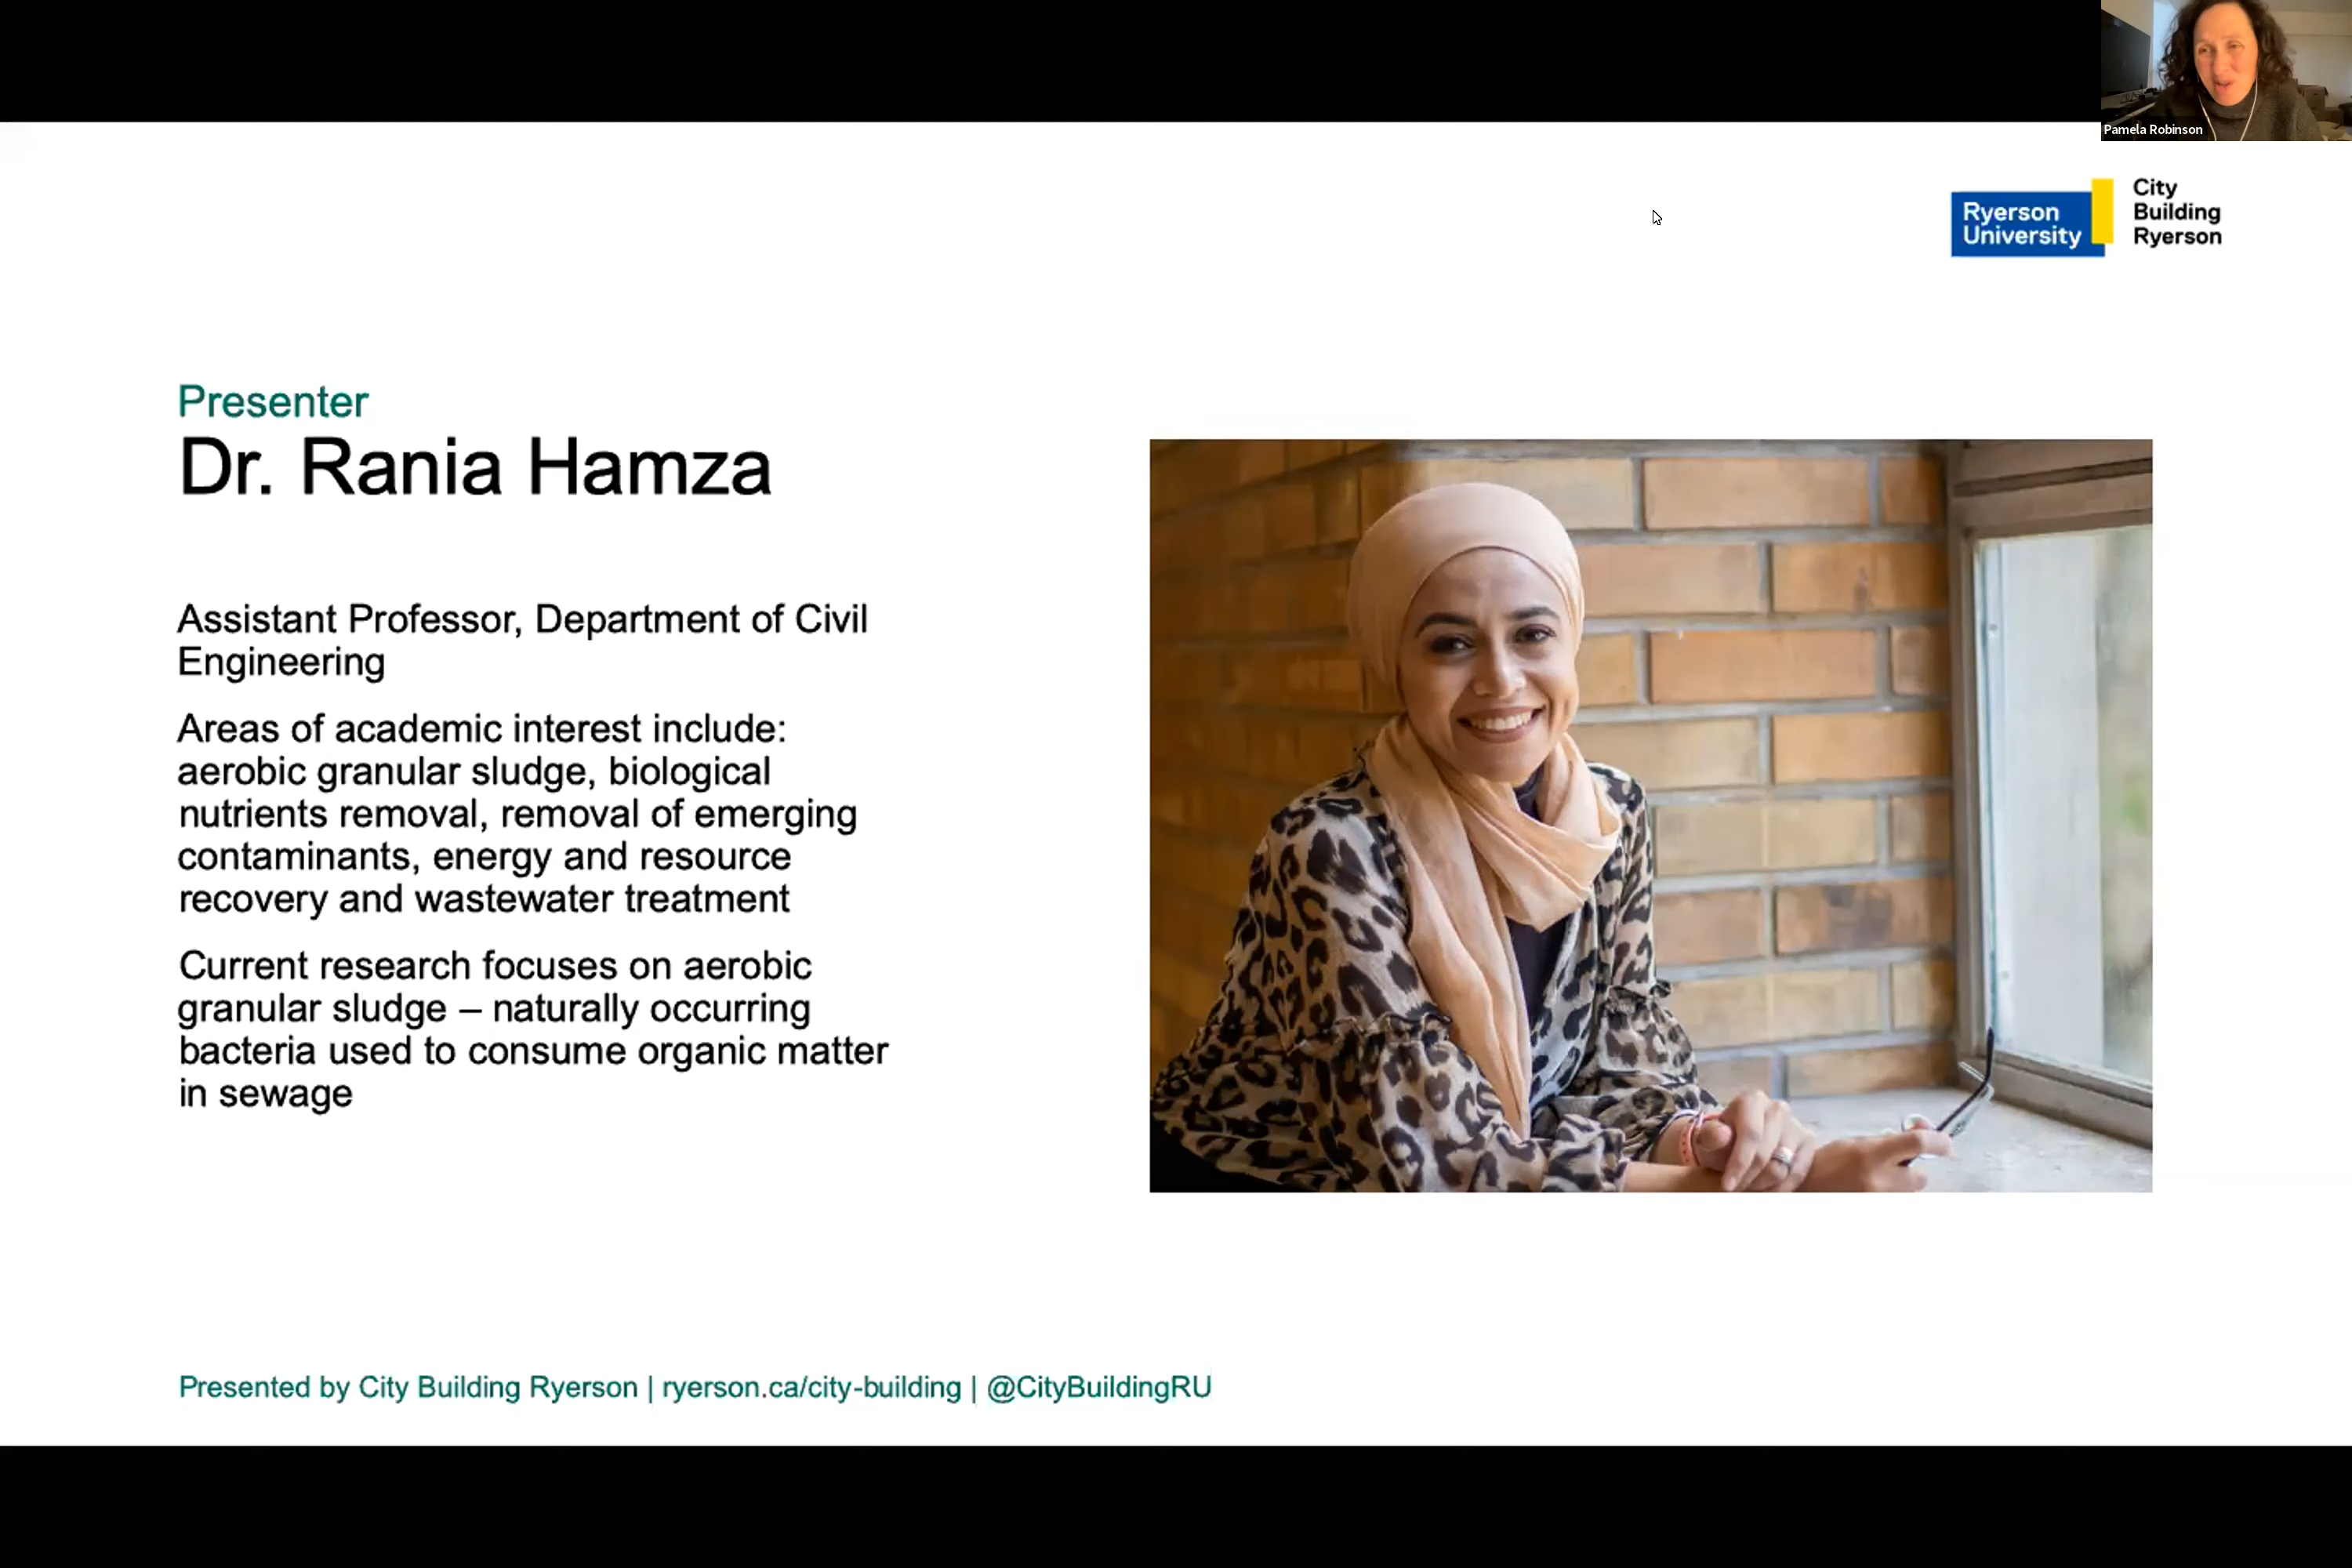 Pamela Robinson
Ryerson
University
City
Building
Ryerson
Presenter
Dr. Rania Hamza
Assistant Professor, Department of Civil
Engineering
Areas of academic interest include:
aerobic granular sludge, biological
nutrients removal, removal of emerging
contaminants, energy and resource
recovery and wastewater treatment
Current research focuses on aerobic
granular sludge – naturally occurring
bacteria used to consume organic matter
in sewage
Presented by City Building Ryerson | ryerson.ca/city-building | @CityBuildingRU